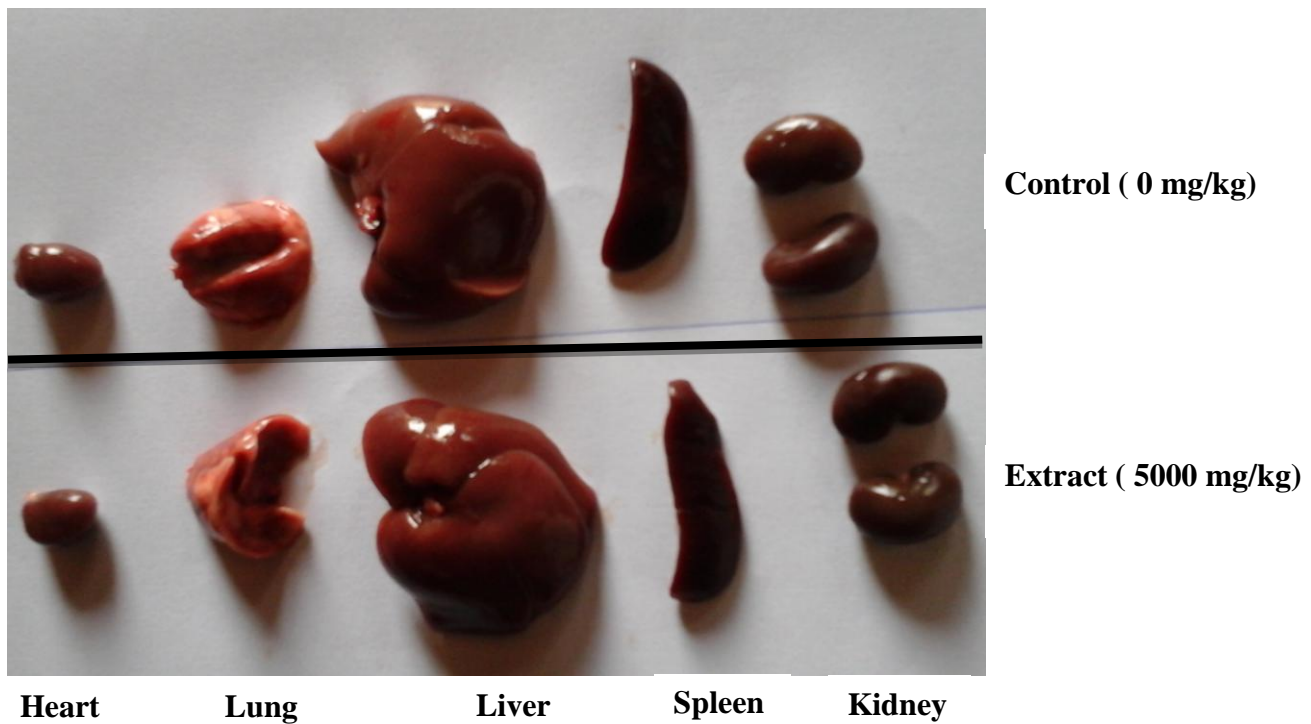 Control ( 0 mg/kg)
Extract ( 5000 mg/kg)
Heart Lung Liver Spleen Kidney